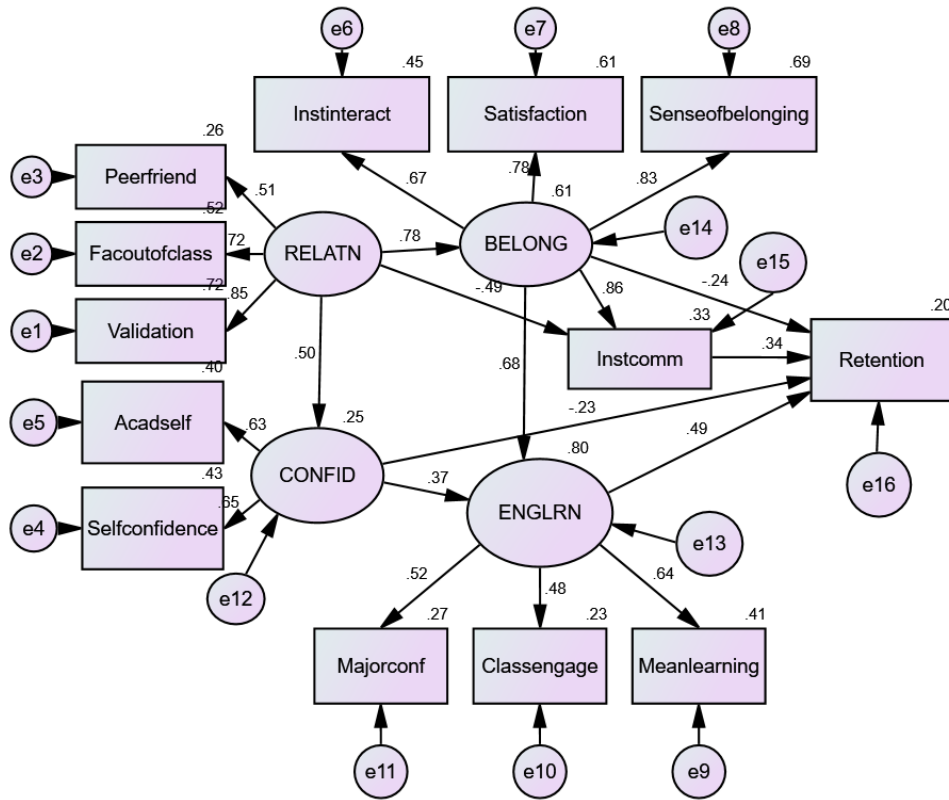 e6
e7
e8
.45
.61
.69
Instinteract
Satisfaction
Senseofbelonging
.26
e3
Peerfriend
.51
.67
.78
.61
.83
.52
e2
Facoutofclass
.72
RELATN
.78
BELONG
e14
e15
.72
e1
Validation
.85
-.49
.86
-.24
.33
.20
Instcomm
.34
Retention
.40
.50
.68
e5
Acadself
.63
.25
-.23
.43
CONFID
.37
.80
.49
e16
e4
Selfconfidence
.65
ENGLRN
e13
e12
.52
.48
.64
.27
.23
.41
Majorconf
Classengage
Meanlearning
e11
e10
e9